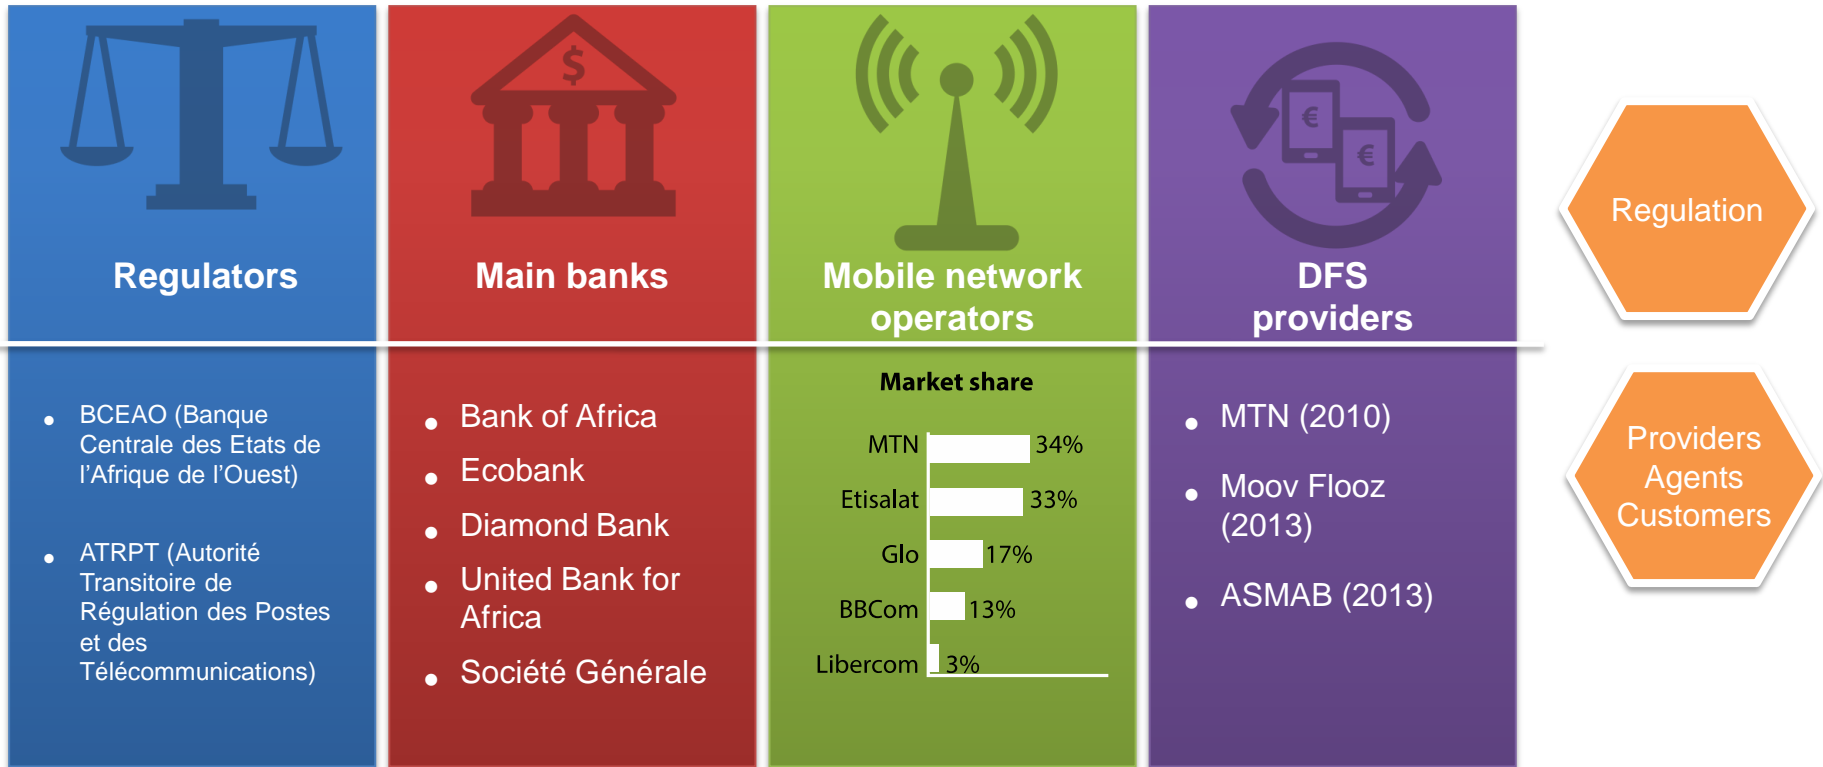 $
€
€
Regulators
Main banks
Mobile network
operators
DFS
providers
Regulation
• BCEAO (Banque
Centrale des Etats de
l’Afrique de l’Ouest)
• ATRPT (Autorité
Transitoire de
Régulation des Postes
et des
Télécommunications)
• Bank of Africa
• Ecobank
• Diamond Bank
• United Bank for
Africa
• Société Générale
Market share
MTN 34%
Etisalat 33%
Glo 17%
BBCom 13%
Libercom 3%
• MTN (2010)
• Moov Flooz
(2013)
• ASMAB (2013)
Providers
Agents
Customers